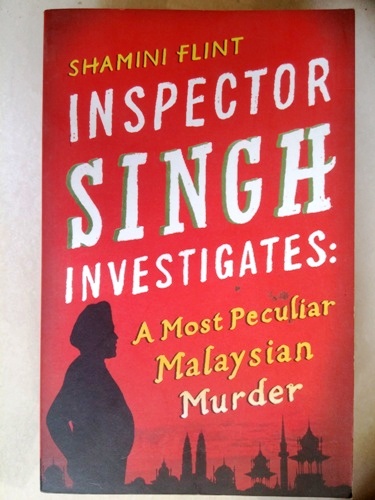 SHAMINI FLINT
INSPECTOR
SINGH
INVESTIGATES:
A MOST PECULIAR
MALAYSIAN
MURDER